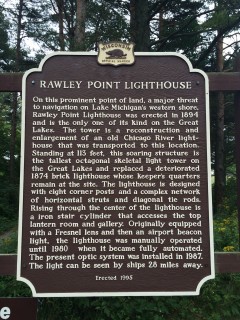 WISCONSIN
OFFICIAL MARKER
RAWLEY POINT LIGHTHOUSE
On this prominent point of land, a major threat
to navigation on Lake Michigan's western shore,
Rawley Point Lighthouse was erected in 1894
and is the only one of its kind on the Great
Lakes. The tower is a reconstruction and
enlargement of an old Chicago River light-
house that was transported to this location.
Standing at 113 feet, this soaring structure is
the tallest octagonal skeletal light tower on
the Great Lakes and replaced a deteriorated
1874 brick lighthouse whose keeper's quarters
remain at the site. The lighthouse is designed
with eight corner posts and a complex network
of horizontal struts and diagonal tie rods.
Rising through the center of the lighthouse is
a iron stair cylinder that accesses the top
lantern room and gallery. Originally equipped
with a Fresnel lens and then an airport beacon
light, the lighthouse was manually operated
until 1980 when it became fully automated.
The present optic system was installed in 1987.
The light can be seen by ships 28 miles away.
Erected 1995
e